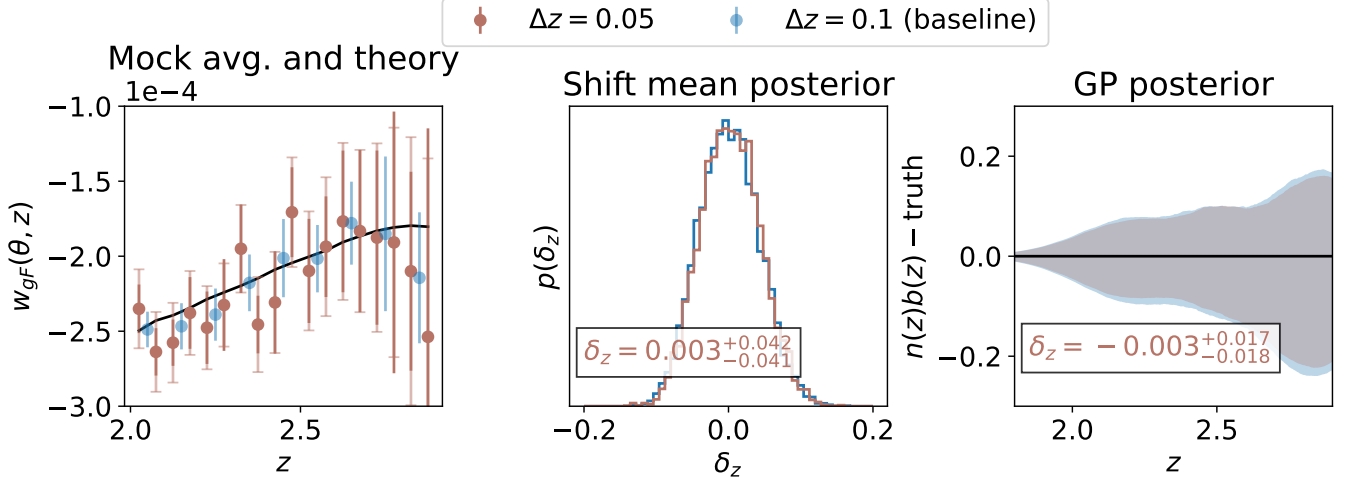 Δz = 0.05 Δz = 0.1 (baseline)
Mock avg. and theory
1e−4
−1.0
−1.5
−2.0
−2.5
−3.0
w_{gF}(θ, z)
2.0 2.5
z
Shift mean posterior
p(δ_z)
δ_z = 0.003^{+0.042}_{−0.041}
−0.2 0.0 0.2
δ_z
GP posterior
n(z)b(z) − truth
0.2
0.0
−0.2
δ_z = −0.003^{+0.017}_{−0.018}
2.0 2.5
z